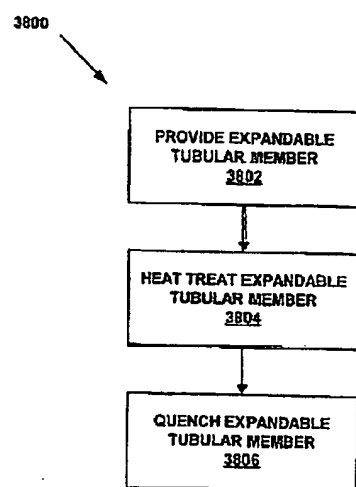 3800
PROVIDE EXPANDABLE
TUBULAR MEMBER
3802
HEAT TREAT EXPANDABLE
TUBULAR MEMBER
3804
QUENCH EXPANDABLE
TUBULAR MEMBER
3806